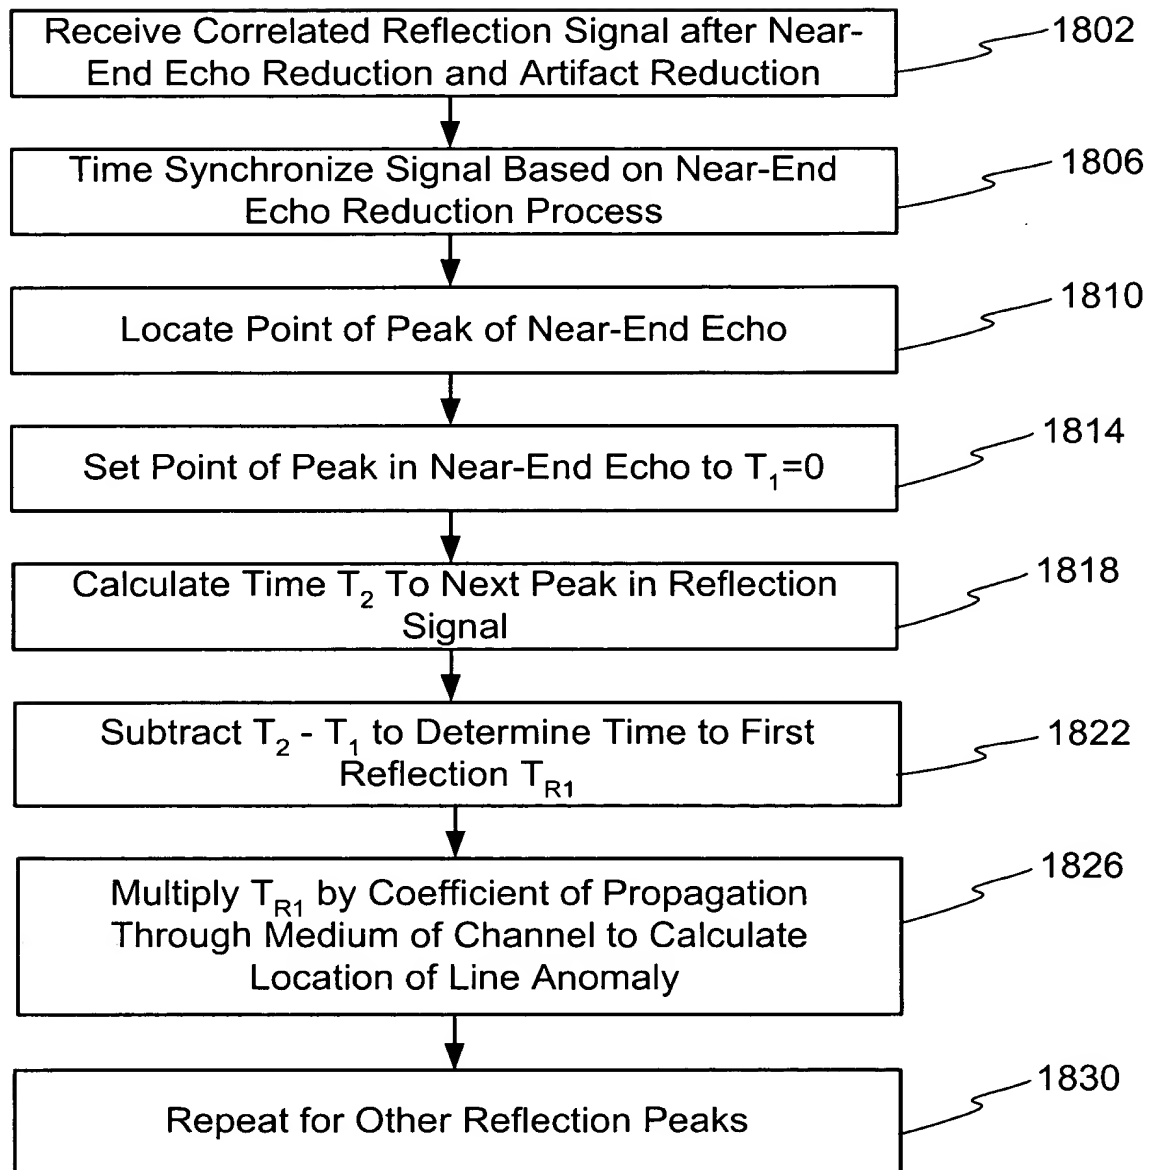 Receive Correlated Reflection Signal after Near-
End Echo Reduction and Artifact Reduction
1802
Time Synchronize Signal Based on Near-End
Echo Reduction Process
1806
Locate Point of Peak of Near-End Echo
1810
Set Point of Peak in Near-End Echo to T1=0
1814
Calculate Time T2 To Next Peak in Reflection
Signal
1818
Subtract T2 - T1 to Determine Time to First
Reflection TR1
1822
Multiply TR1 by Coefficient of Propagation
Through Medium of Channel to Calculate
Location of Line Anomaly
1826
Repeat for Other Reflection Peaks
1830